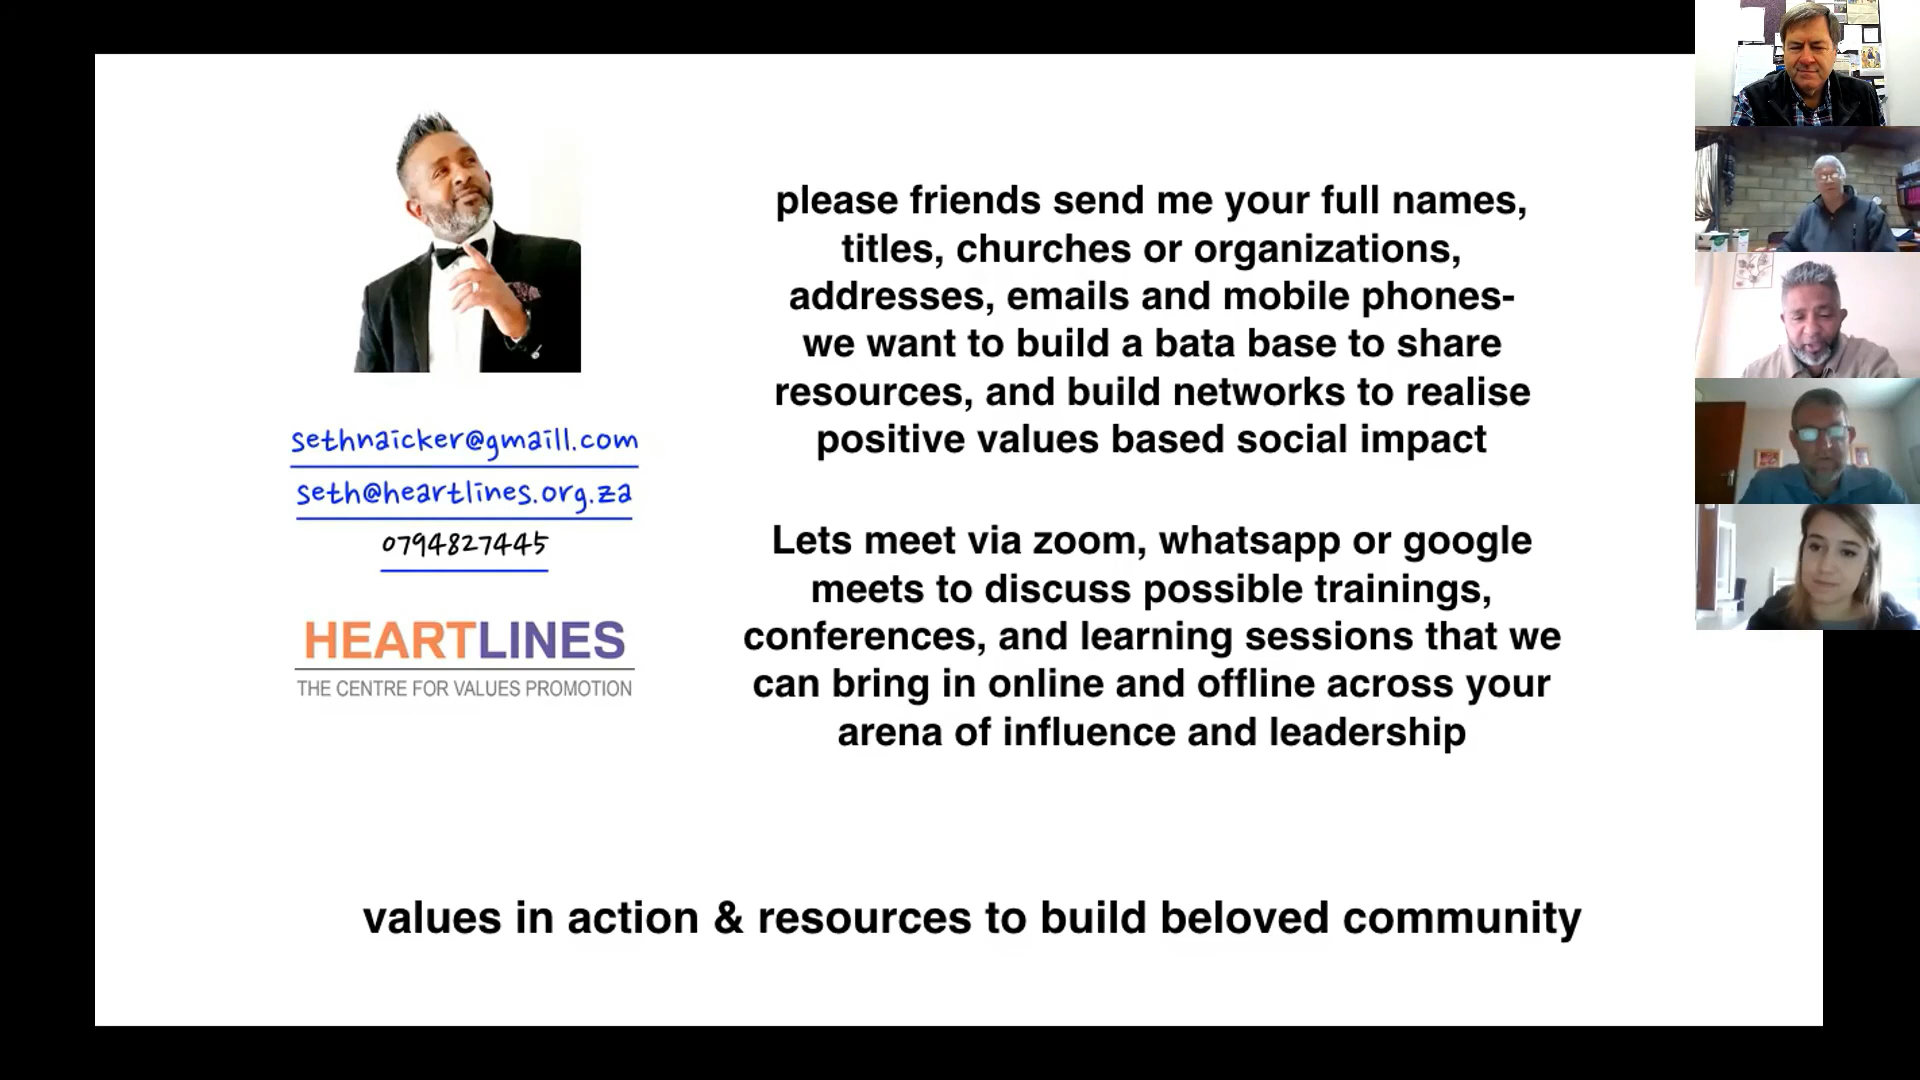 sethnaicker@gmaill.com
seth@heartlines.org.za
0794827445
HEARTLINES
THE CENTRE FOR VALUES PROMOTION
please friends send me your full names,
titles, churches or organizations,
addresses, emails and mobile phones-
we want to build a bata base to share
resources, and build networks to realise
positive values based social impact
Lets meet via zoom, whatsapp or google
meets to discuss possible trainings,
conferences, and learning sessions that we
can bring in online and offline across your
arena of influence and leadership
values in action & resources to build beloved community